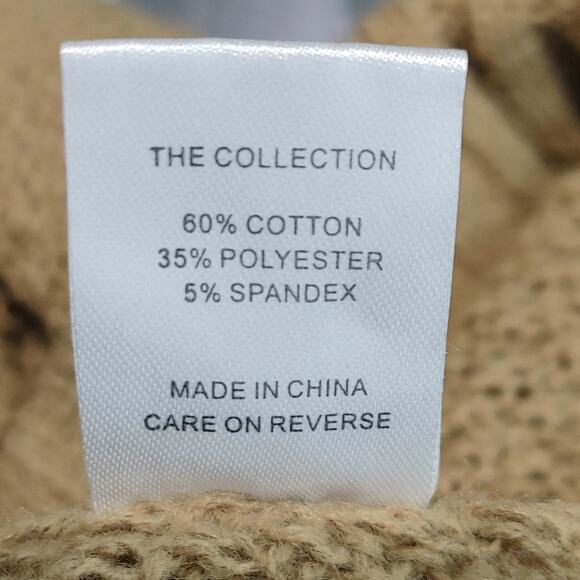 THE COLLECTION
60% COTTON
35% POLYESTER
5% SPANDEX
MADE IN CHINA
CARE ON REVERSE